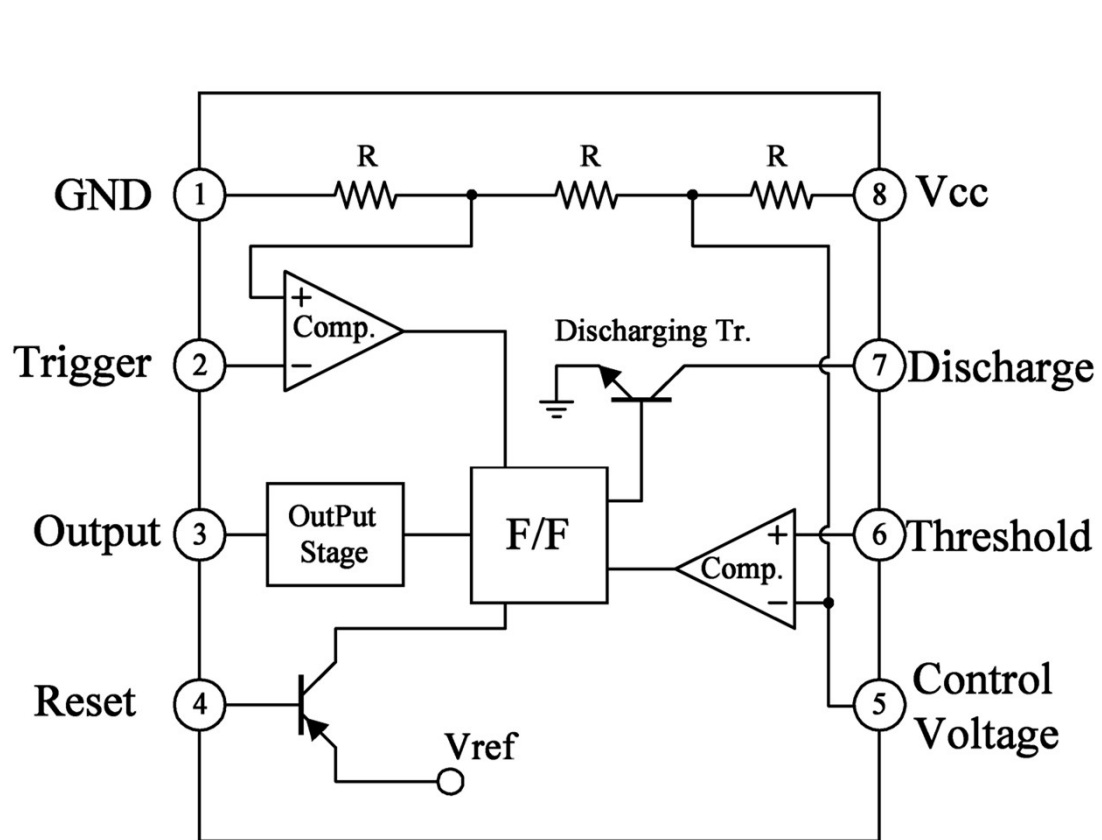 R R R
GND 1 8 Vcc
+
Comp.
−
Discharging Tr.
Trigger 2 7 Discharge
Output 3 OutPut
Stage
F/F
+
Comp.
−
6 Threshold
Reset 4 5 Control
Voltage
Vref